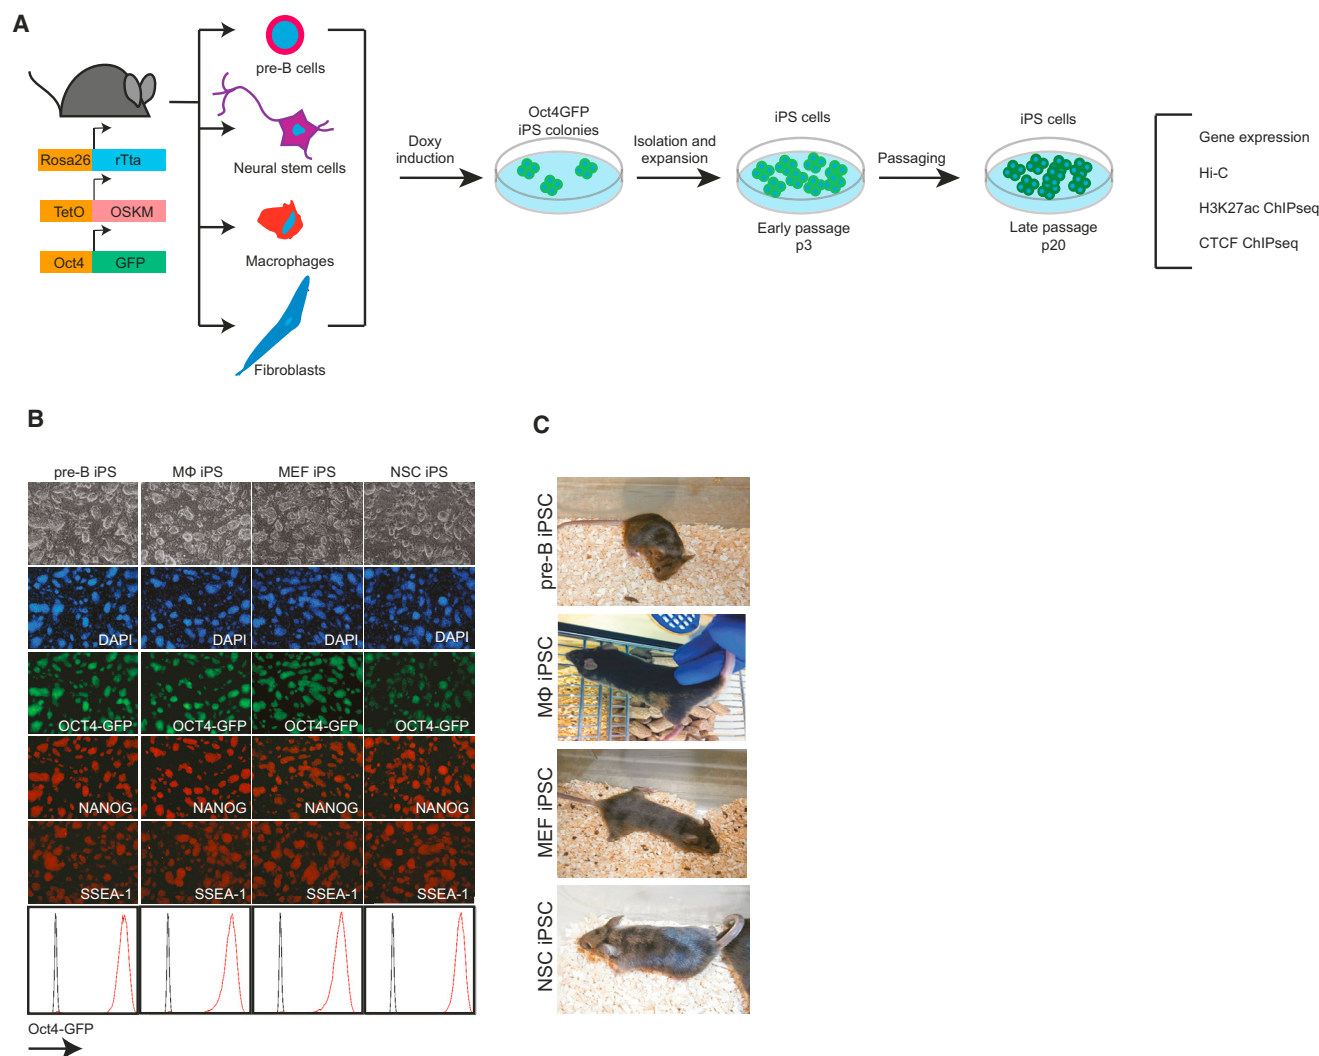 A
pre-B cells
Neural stem cells
Macrophages
Fibroblasts
Rosa26 rTta
TetO OSKM
Oct4 GFP
Doxy
induction
Oct4GFP
iPS colonies
Isolation and
expansion
iPS cells
Early passage
p3
Passaging
iPS cells
Late passage
p20
Gene expression
Hi-C
H3K27ac ChIPseq
CTCF ChIPseq
B
pre-B iPS MΦ iPS MEF iPS NSC iPS
DAPI DAPI DAPI DAPI
OCT4-GFP OCT4-GFP OCT4-GFP OCT4-GFP
NANOG NANOG NANOG NANOG
SSEA-1 SSEA-1 SSEA-1 SSEA-1
Oct4-GFP
C
pre-B iPSC
MΦ iPSC
MEF iPSC
NSC iPSC